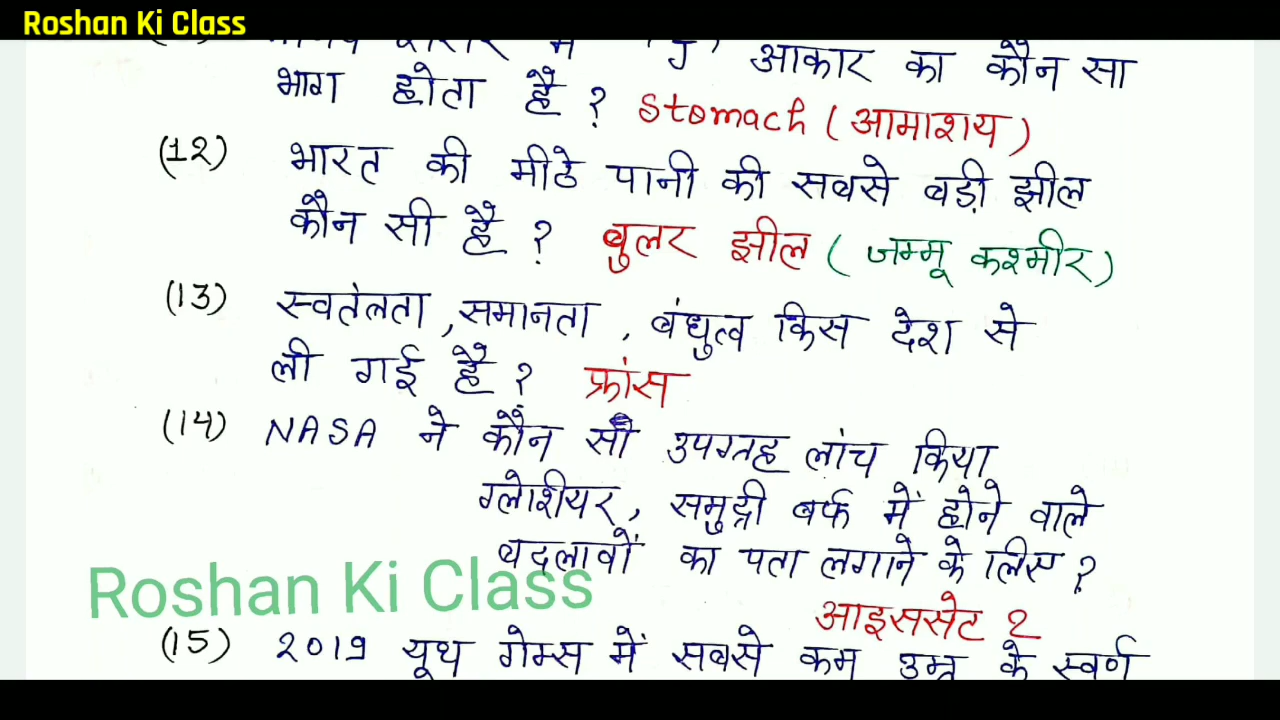 Roshan Ki Class
में 'J' आकार का कौन सा
भाग होता है ? Stomach (आमाशय)
(12) भारत की मीठे पानी की सबसे बड़ी झील
कौन सी है ? वुलर झील (जम्मू कश्मीर)
(13) स्वतंत्रता, समानता, बंधुत्व किस देश से
ली गई है ? फ्रांस
(14) NASA ने कौन सी उपग्रह लांच किया
ग्लेशीयर, समुद्री बर्फ में होने वाले
बदलावों का पता लगाने के लिए ?
Roshan Ki Class
आइससेट 2
(15) 2019 यूथ गेम्स में सबसे कम उम्र के स्वर्ण